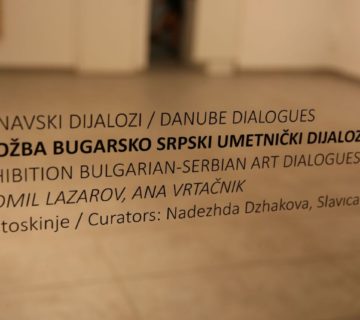 NAVSKI DIJALOZI / DANUBE DIALOGUES
OŽBA BUGARSKO SRPSKI UMETNIČKI DIJALOZ
HIBITION BULGARIAN-SERBIAN ART DIALOGUES
OMIL LAZAROV, ANA VRTAČNIK
toskinje / Curators: Nadezhda Dzhakova, Slavica